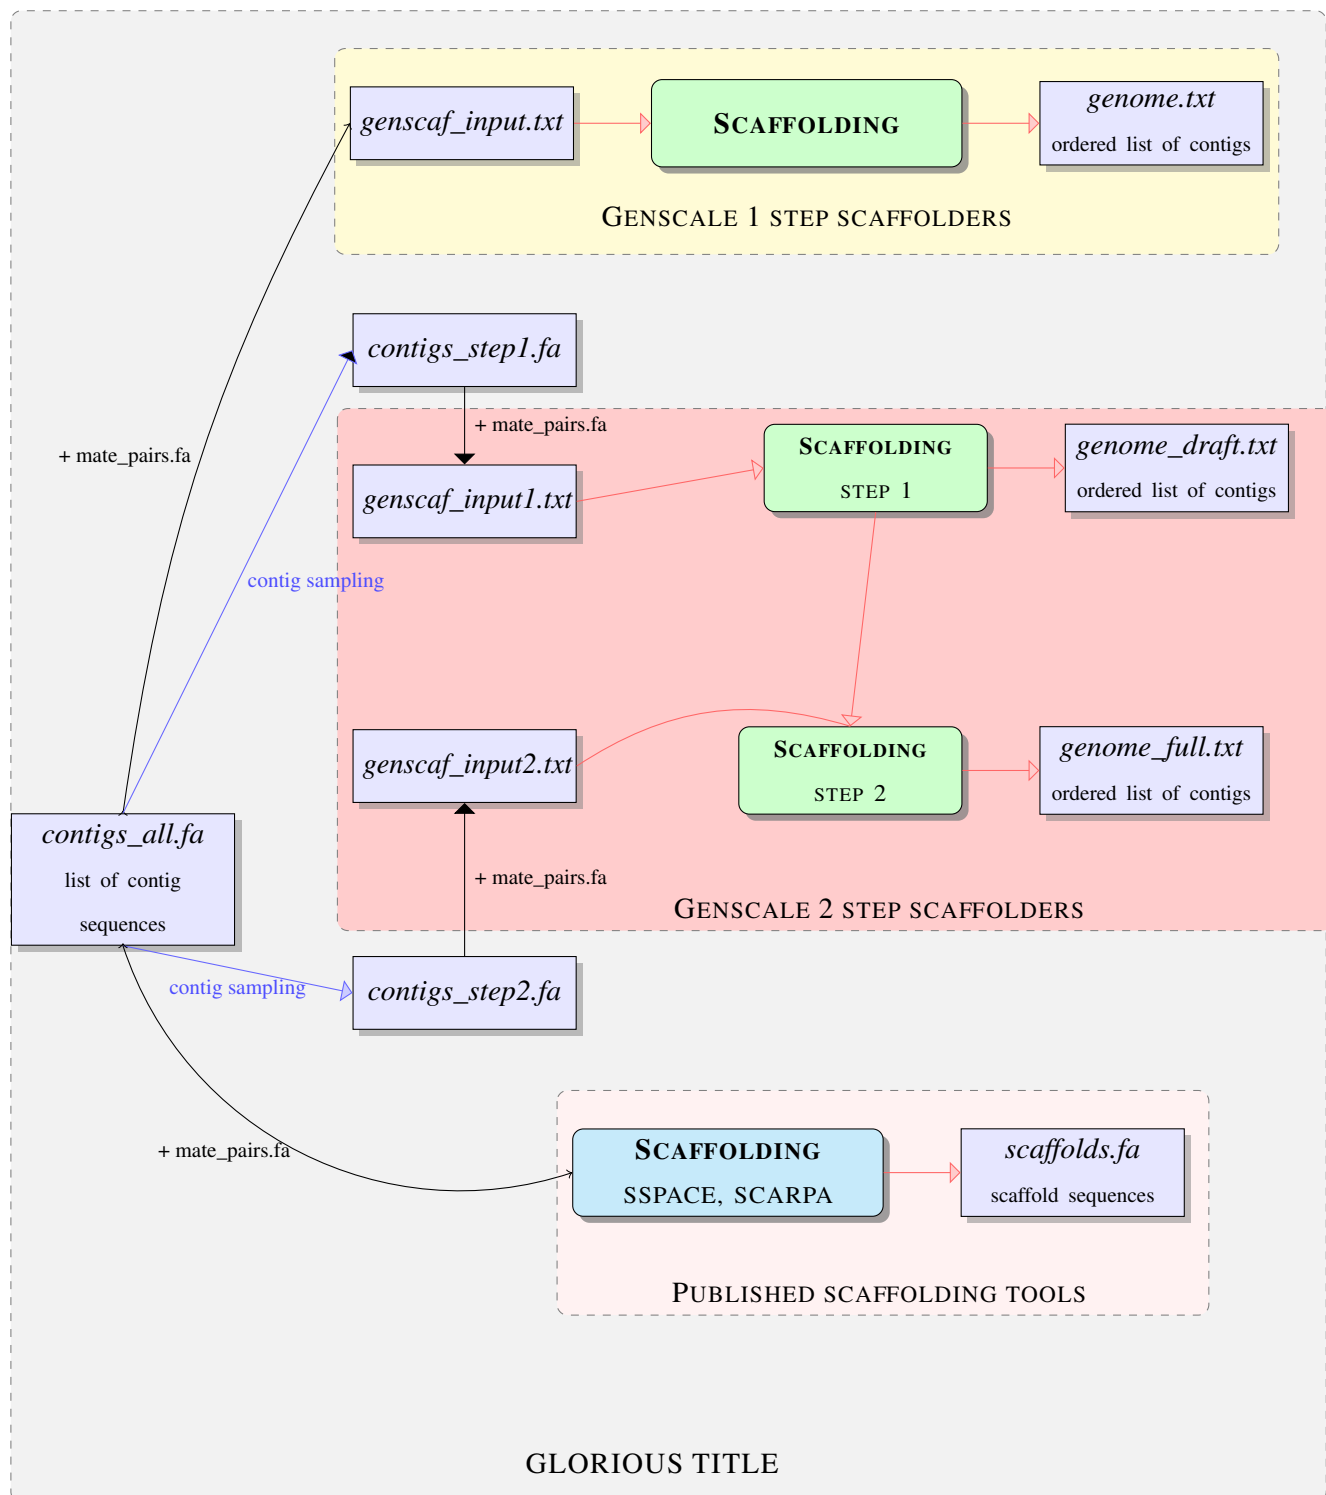 genscaf_input.txt
SCAFFOLDING
genome.txt
ordered list of contigs
GENSCALE 1 STEP SCAFFOLDERS
contigs_step1.fa
+ mate_pairs.fa
+ mate_pairs.fa
genscaf_input1.txt
SCAFFOLDING
STEP 1
genome_draft.txt
ordered list of contigs
contig sampling
genscaf_input2.txt
SCAFFOLDING
STEP 2
genome_full.txt
ordered list of contigs
contigs_all.fa
list of contig
sequences
+ mate_pairs.fa
GENSCALE 2 STEP SCAFFOLDERS
contig sampling
contigs_step2.fa
+ mate_pairs.fa
SCAFFOLDING
SSPACE, SCARPA
scaffolds.fa
scaffold sequences
PUBLISHED SCAFFOLDING TOOLS
GLORIOUS TITLE